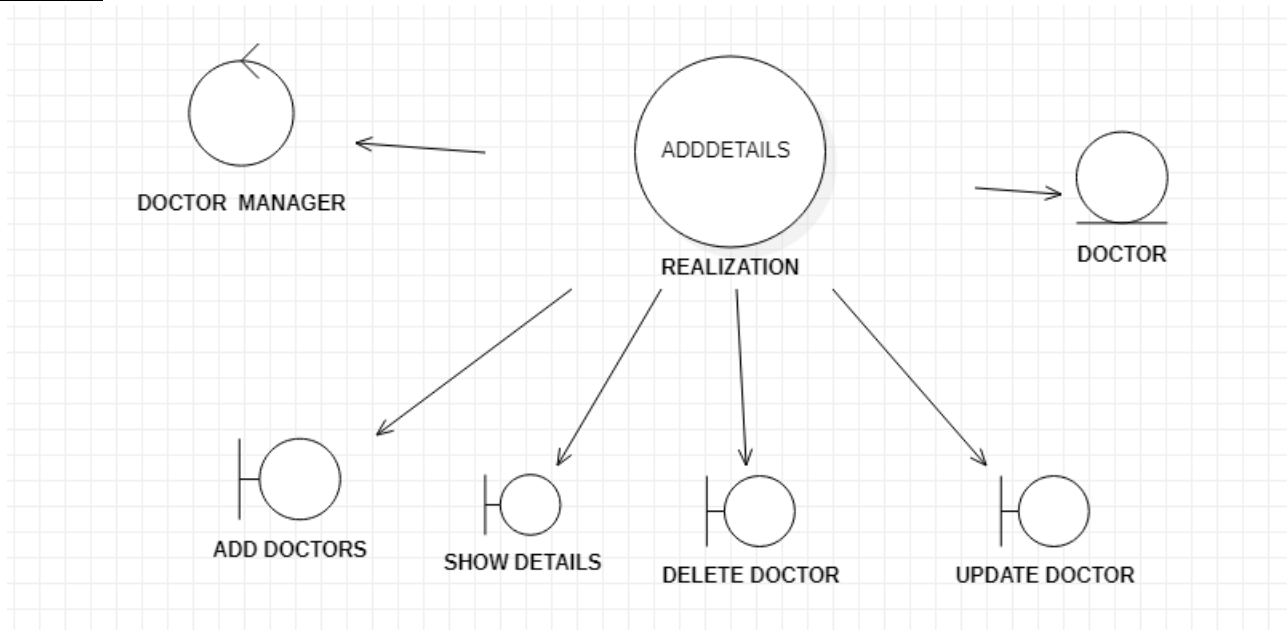 ADDDETAILS
DOCTOR  MANAGER
DOCTOR
REALIZATION
ADD DOCTORS
SHOW DETAILS
DELETE DOCTOR
UPDATE DOCTOR